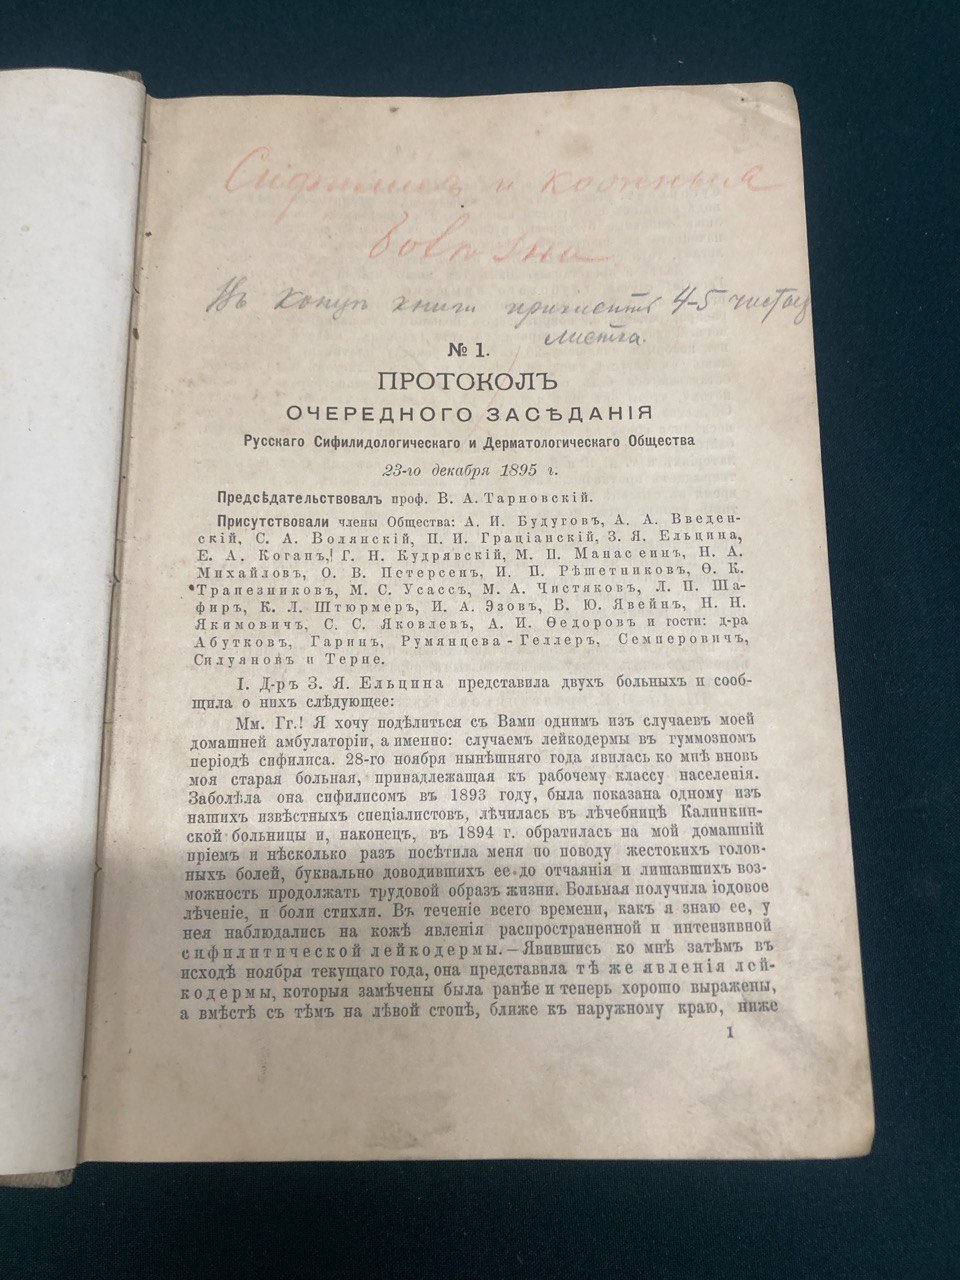 Сифилисъ и кожныя
болѣзни.
Въ концѣ книги 4-5 чистыхъ
листка.
№ 1.
ПРОТОКОЛЪ
ОЧЕРЕДНОГО ЗАСѢДАНІЯ
Русскаго Сифилидологическаго и Дерматологическаго Общества
23-го декабря 1895 г.
Предсѣдательствовалъ проф. В. А. Тарновскій.
Присутствовали члены Общества: А. И. Будуговъ, А. А. Введен-
скій, С. А. Волянскій, П. И. Граціанскій, З. Я. Ельцина,
Е. А. Коганъ, Г. Н. Кудрявскій, М. П. Манасеинъ, Н. А.
Михайловъ, О. В. Петерсенъ, И. П. Рѣшетниковъ, Ѳ. К.
Трапезниковъ, М. С. Усассъ, М. А. Чистяковъ, Л. П. Ша-
фиръ, К. Л. Штюрмеръ, И. А. Эзовъ, В. Ю. Явейнъ, Н. Н.
Якимовичъ, С. С. Яковлевъ, А. И. Ѳедоровъ и гости: д-ра
Абутковъ, Гаринъ, Румянцева-Геллеръ, Семперовичъ,
Силуяновъ и Терне.
I. Д-ръ З. Я. Ельцина представила двухъ больныхъ и сооб-
щила о нихъ слѣдующее:
Мм. Гг.! Я хочу подѣлиться съ Вами однимъ изъ случаевъ моей
домашней амбулаторіи, а именно: случаемъ лейкодермы въ гуммозномъ
періодѣ сифилиса. 28-го ноября нынѣшняго года явилась ко мнѣ вновь
моя старая больная, принадлежащая къ рабочему классу населенія.
Заболѣла она сифилисомъ въ 1893 году, была показана одному изъ
нашихъ извѣстныхъ спеціалистовъ, лѣчилась въ лѣчебницѣ Калинкин-
ской больницы и, наконецъ, въ 1894 г. обратилась на мой домашній
пріемъ и нѣсколько разъ посѣтила меня по поводу жестокихъ голов-
ныхъ болей, буквально доводившихъ ее до отчаянія и лишавшихъ воз-
можность продолжать трудовой образъ жизни. Больная получила іодовое
лѣченіе, и боли стихли. Въ теченіе всего времени, какъ я знаю ее, у
нея наблюдались на кожѣ явленія распространенной и интензивной
сифилитической лейкодермы.—Явившись ко мнѣ затѣмъ въ
исходѣ ноября текущаго года, она представила тѣ же явленія лей-
кодермы, которыя замѣчены была ранѣе и теперь хорошо выражены,
а вмѣстѣ съ тѣмъ на лѣвой стопѣ, ближе къ наружному краю, ниже
1